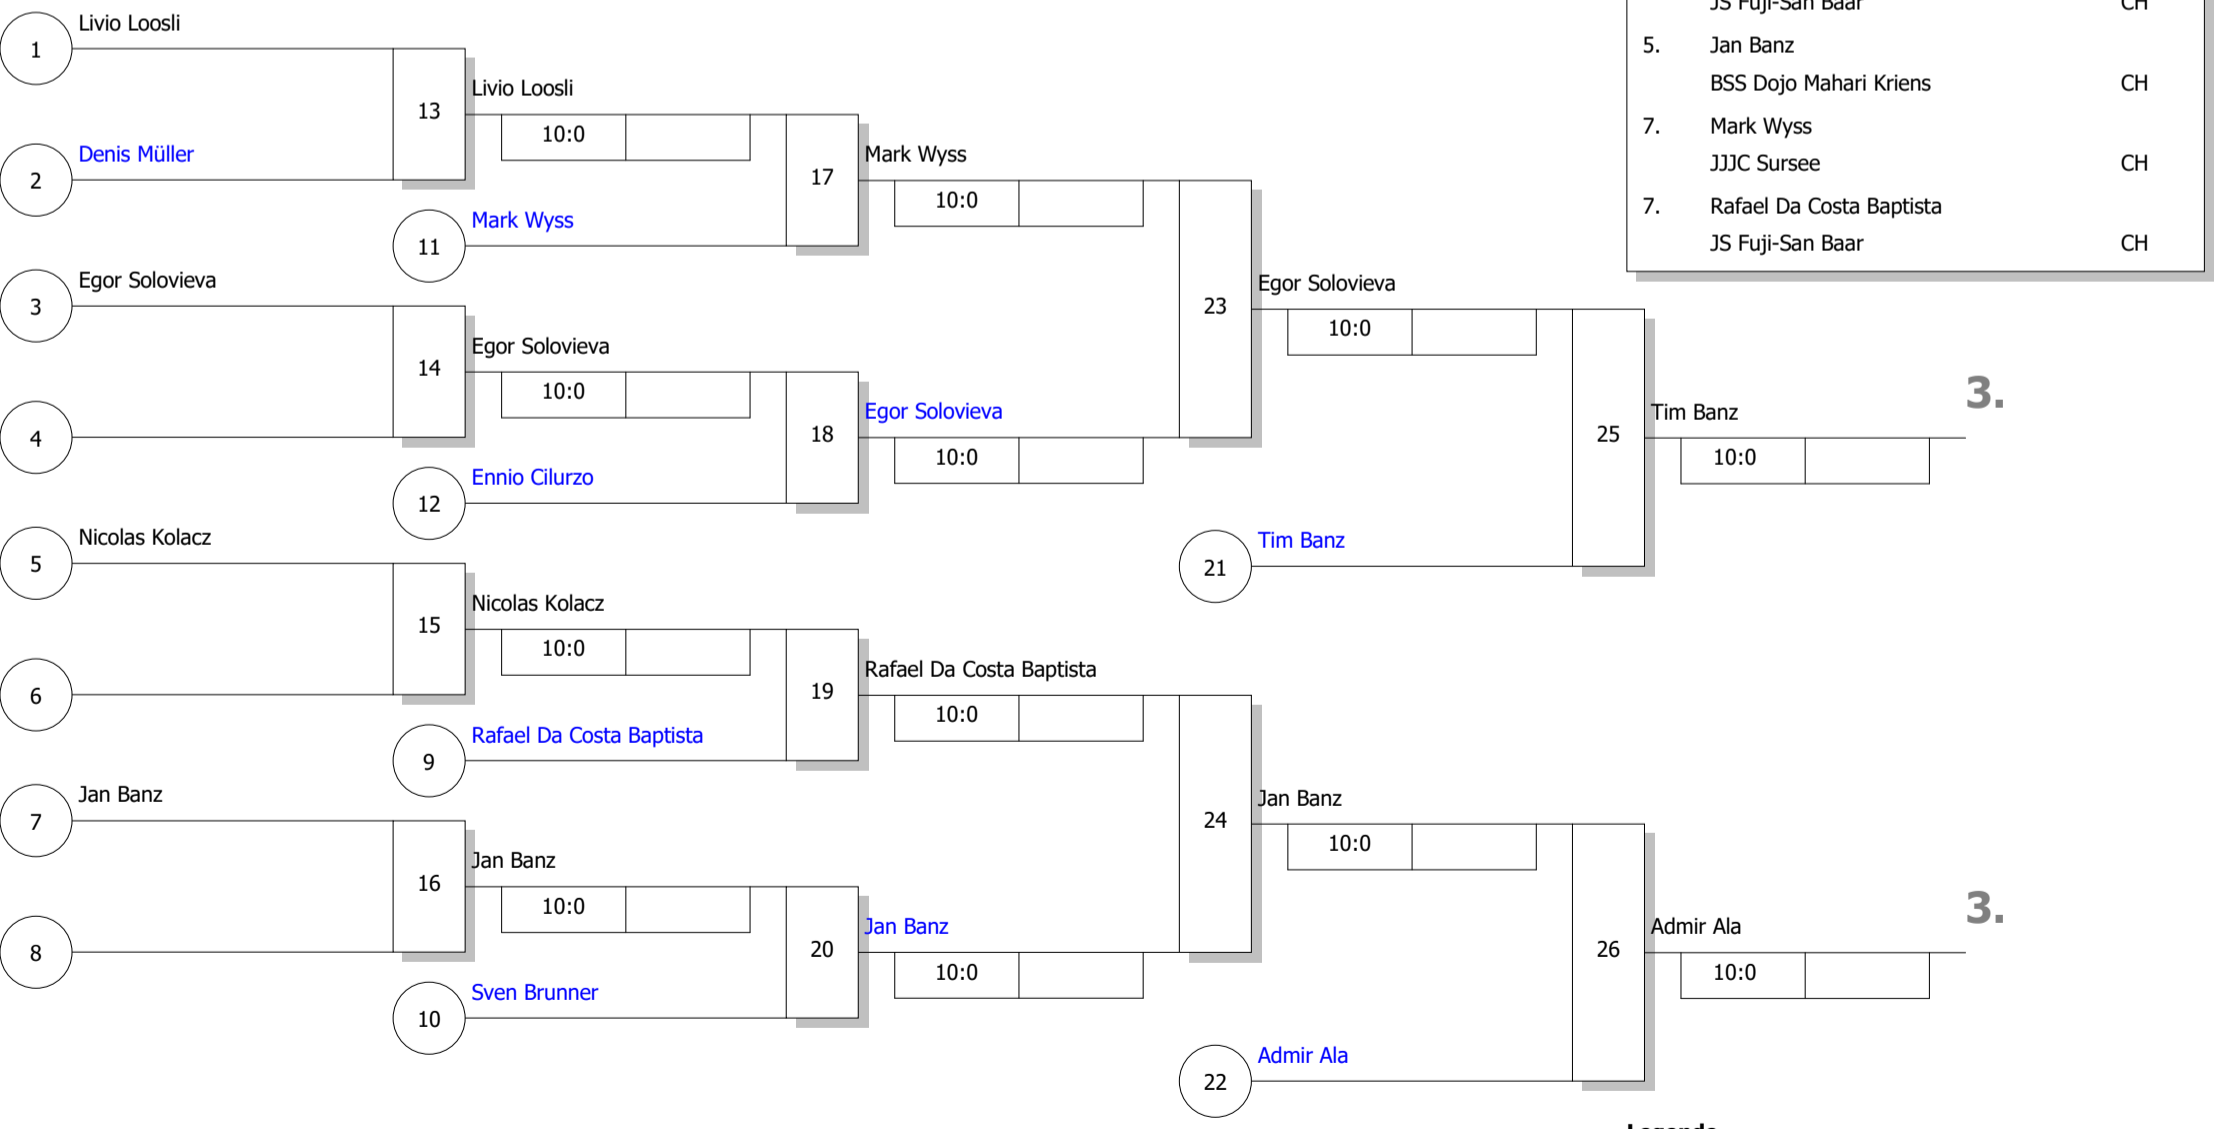 Livio Loosli
1
13
Livio Loosli
10:0
2
Denis Müller
17
Mark Wyss
10:0
11
Mark Wyss
3
Egor Solovieva
14
Egor Solovieva
10:0
4
18
Egor Solovieva
10:0
12
Ennio Cilurzo
23
Egor Solovieva
10:0
21
Tim Banz
25
Tim Banz
10:0
3.
5
Nicolas Kolacz
15
Nicolas Kolacz
10:0
6
19
Rafael Da Costa Baptista
10:0
9
Rafael Da Costa Baptista
7
Jan Banz
16
Jan Banz
10:0
8
20
Jan Banz
10:0
10
Sven Brunner
24
Jan Banz
10:0
22
Admir Ala
26
Admir Ala
10:0
3.
JS Fuji-San Baar CH
5. Jan Banz
BSS Dojo Mahari Kriens CH
7. Mark Wyss
JJJC Sursee CH
7. Rafael Da Costa Baptista
JS Fuji-San Baar CH